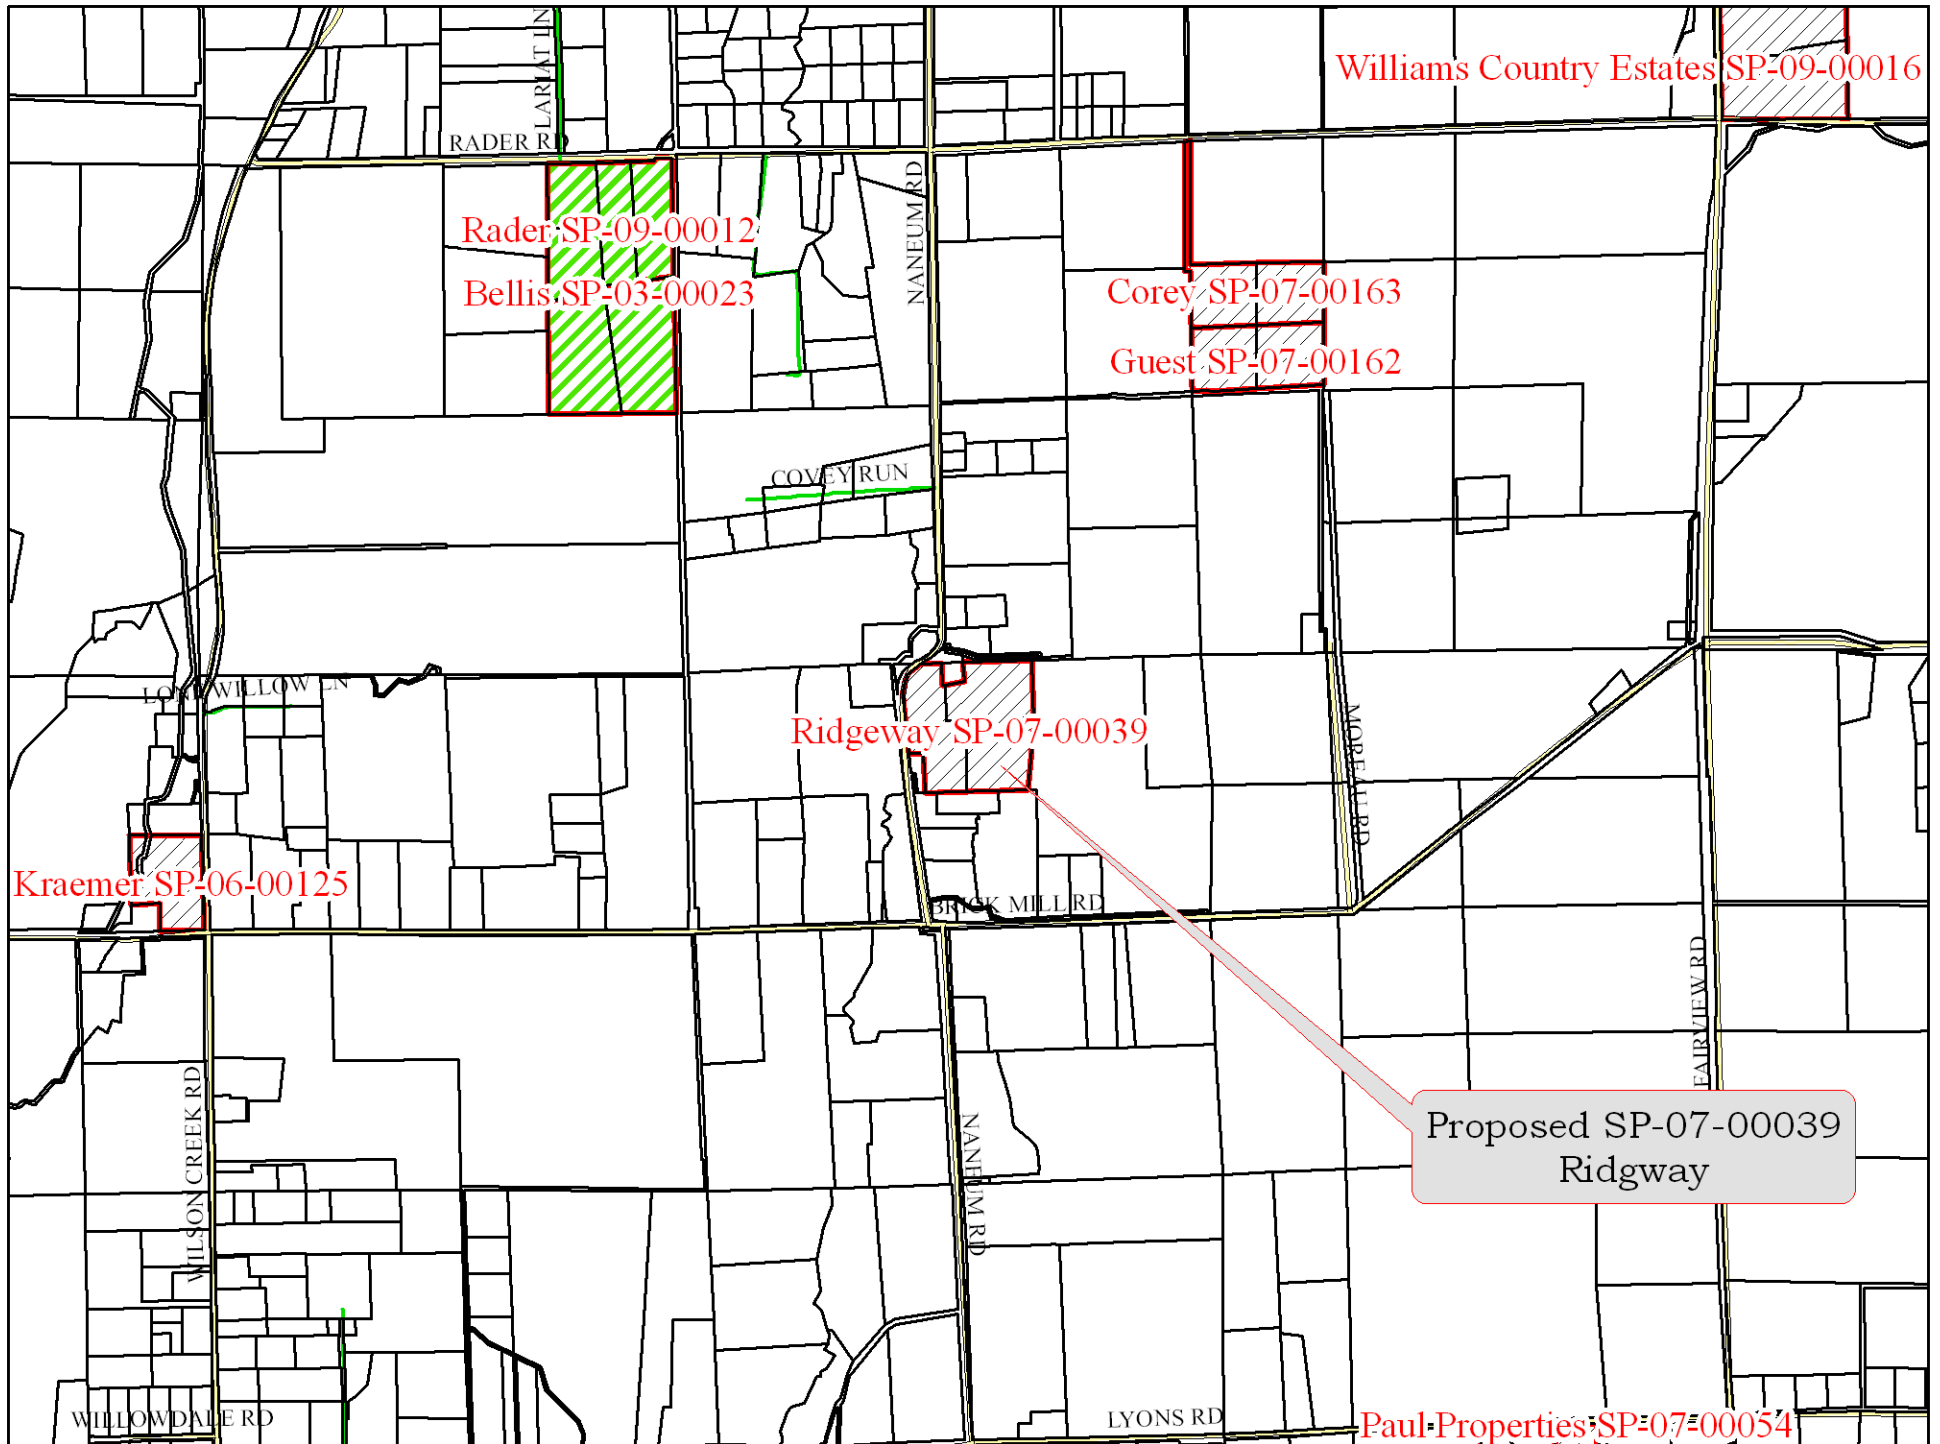 LARIAT LN
Williams Country Estates SP-09-00016
RADER RD
NANEUM RD
Rader SP-09-00012
Bellis SP-03-00023
Corey SP-07-00163
Guest SP-07-00162
COVEY RUN
LONE WILLOW LN
Ridgeway SP-07-00039
MOREAU RD
Kraemer SP-06-00125
BRICK MILL RD
FAIRVIEW RD
WILSON CREEK RD
NANEUM RD
Proposed SP-07-00039
Ridgway
WILLOWDALE RD
LYONS RD
Paul Properties SP-07-00054